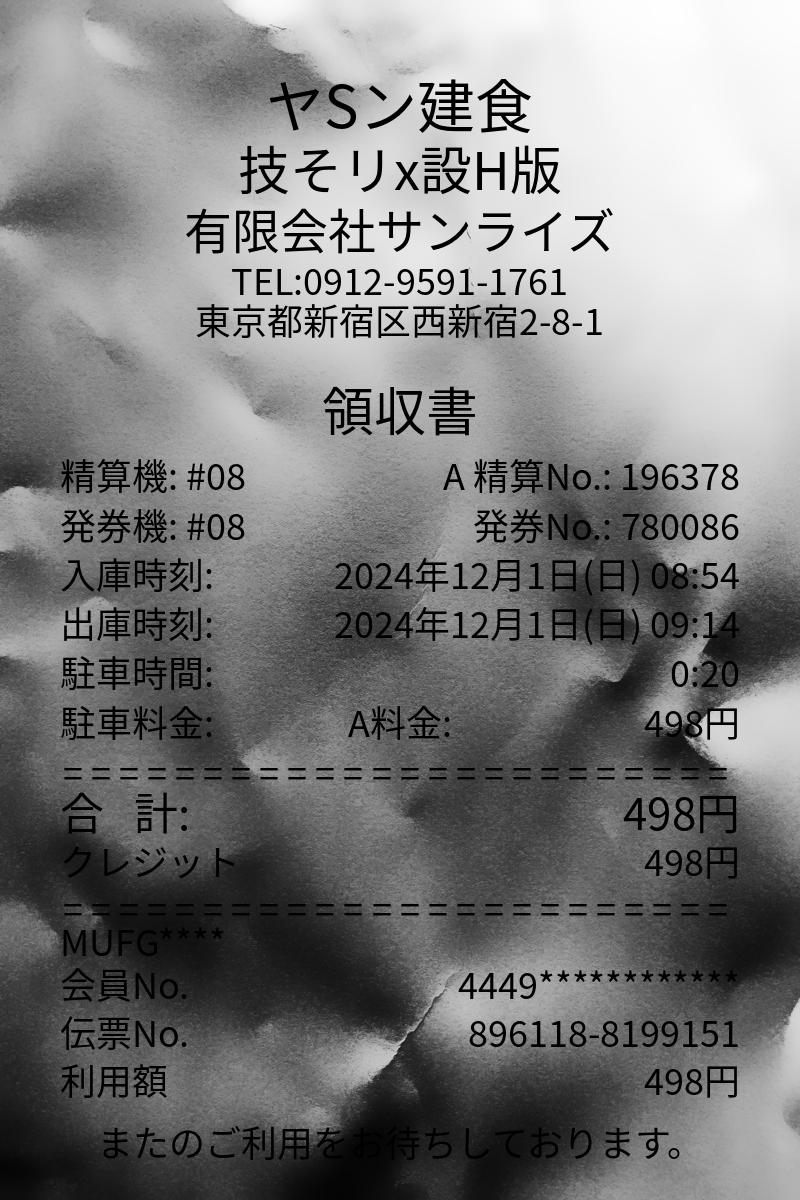 ヤSン建食
技そリx設H版
有限会社サンライズ
TEL:0912-9591-1761
東京都新宿区西新宿2-8-1
領収書
精算機: #08 A 精算No.: 196378
発券機: #08 発券No.: 780086
入庫時刻: 2024年12月1日(日) 08:54
出庫時刻: 2024年12月1日(日) 09:14
駐車時間: 0:20
駐車料金: A料金: 498円
========================
合 計: 498円
クレジット 498円
========================
MUFG****
会員No. 4449************
伝票No. 896118-8199151
利用額 498円
またのご利用をお待ちしております。